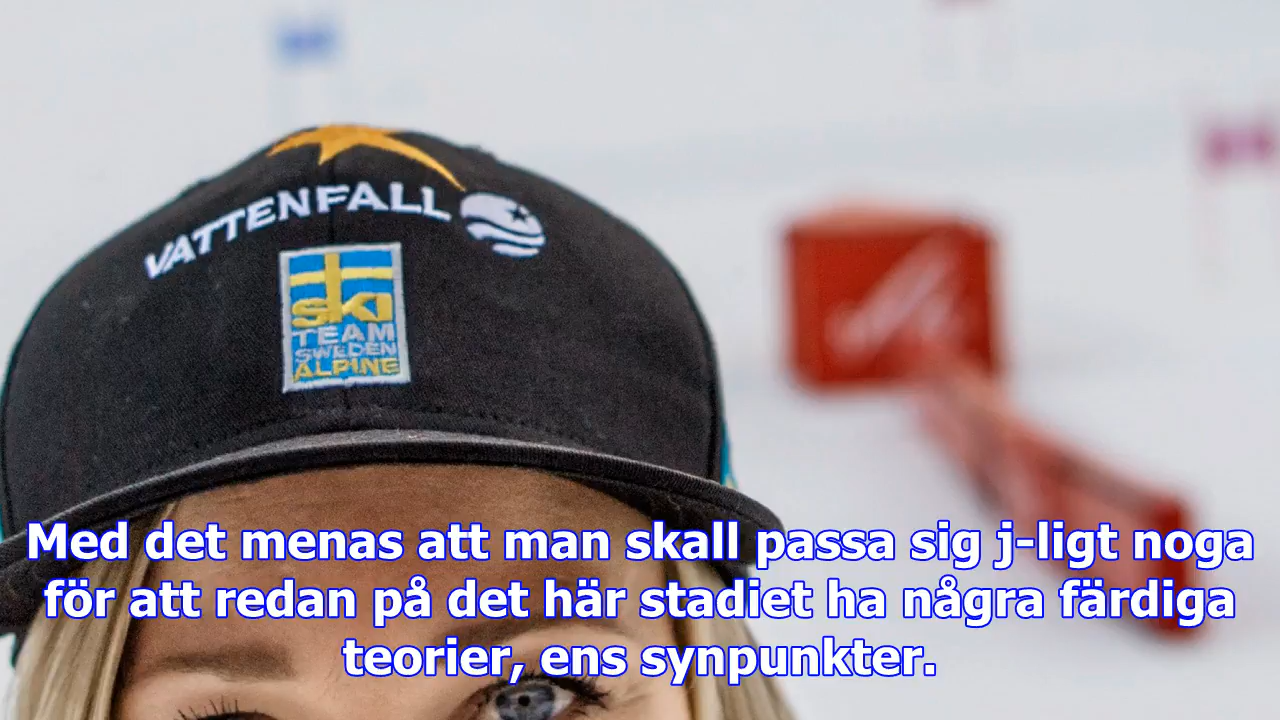 VATTENFALL
SKI
TEAM
SWEDEN
ALPINE
Med det menas att man skall passa sig j-ligt noga
för att redan på det här stadiet ha några färdiga
teorier, ens synpunkter.